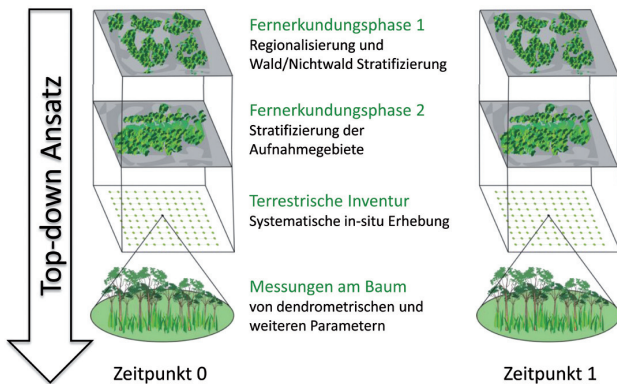 Top-down Ansatz
Fernerkundungsphase 1
Regionalisierung und
Wald/Nichtwald Stratifizierung
Fernerkundungsphase 2
Stratifizierung der
Aufnahmegebiete
Terrestrische Inventur
Systematische in-situ Erhebung
Messungen am Baum
von dendrometrischen und
weiteren Parametern
Zeitpunkt 0
Zeitpunkt 1